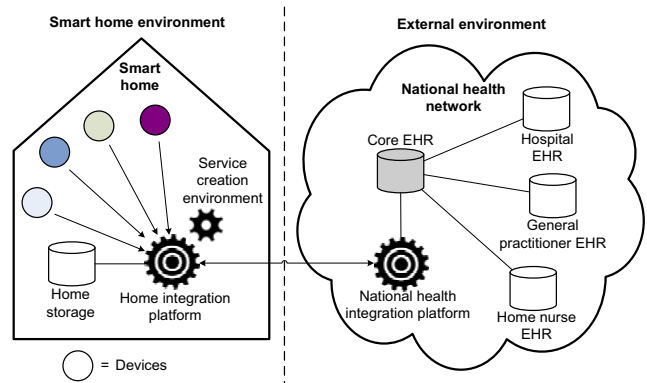 Smart home environment
External environment
Smart
home
National health
network
Core EHR
Hospital
EHR
Service
creation
environment
General
practitioner EHR
Home
storage
Home integration
platform
National health
integration platform
Home nurse
EHR
= Devices